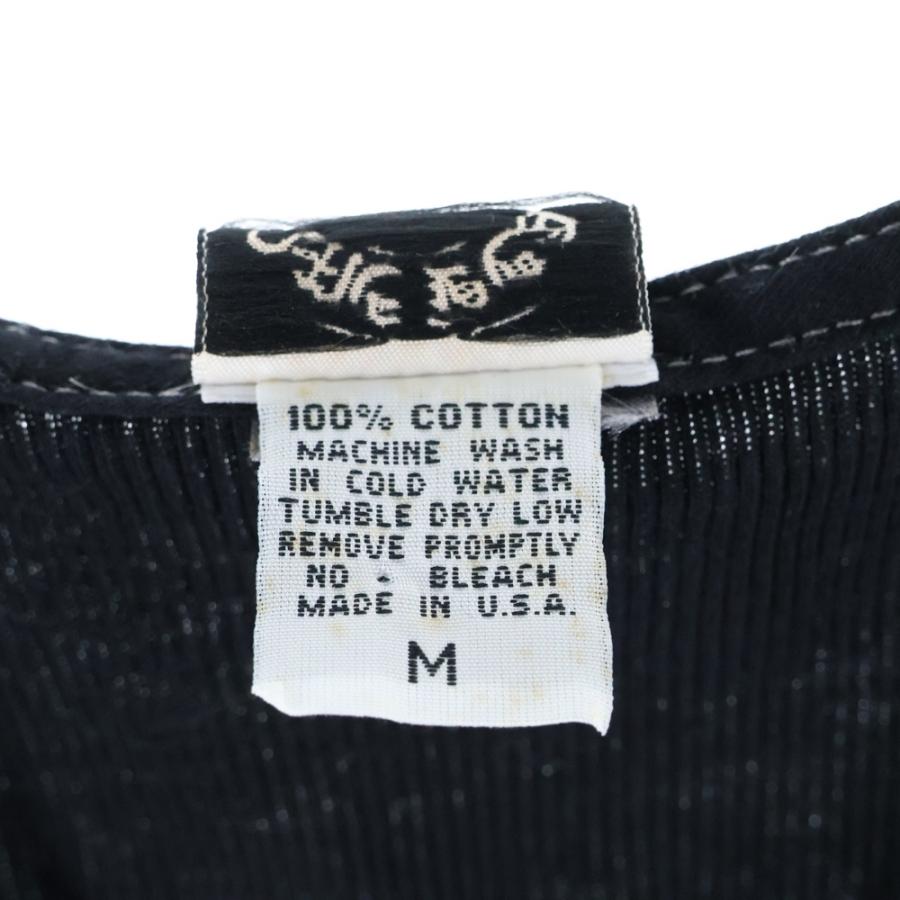 100% COTTON
MACHINE WASH
IN COLD WATER
TUMBLE DRY LOW
REMOVE PROMPTLY
NO - BLEACH
MADE IN U.S.A.
M